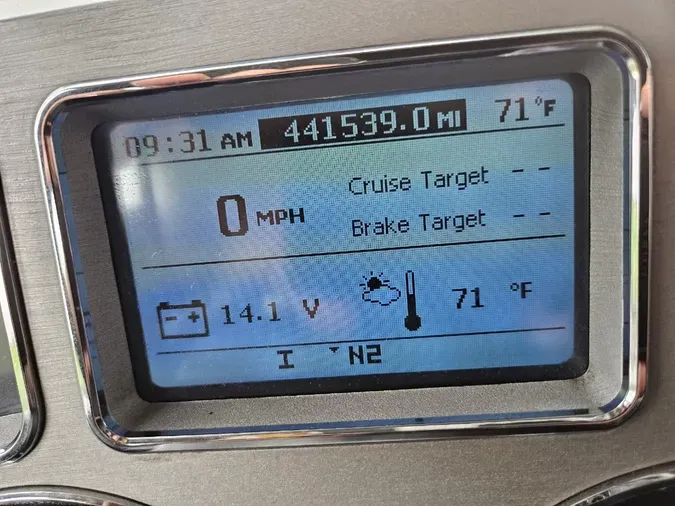 09:31 AM 441539.0 MI 71°F
Cruise Target --
0 MPH
Brake Target --
14.1 V 71 °F
I N2